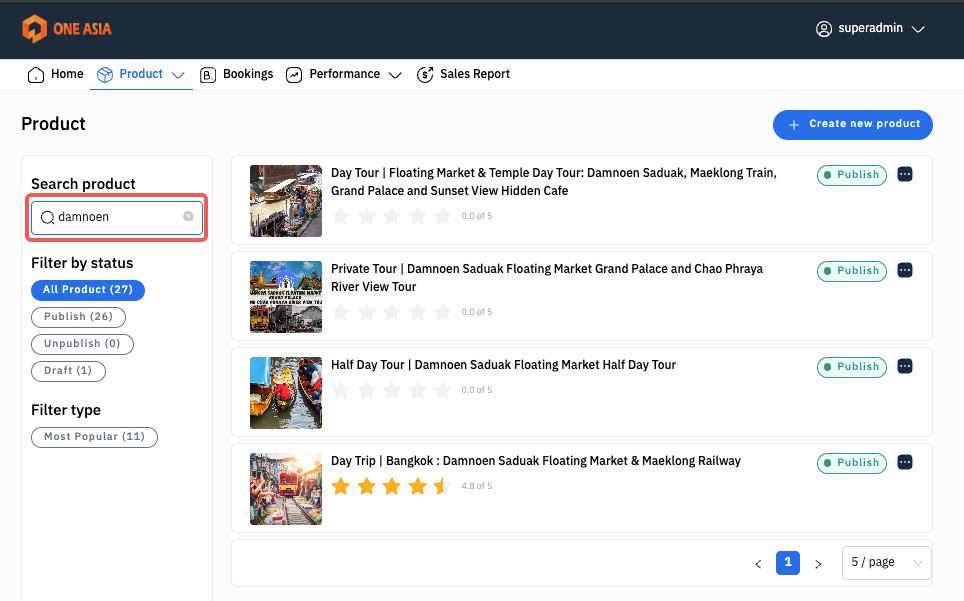 ONE ASIA
superadmin
Home
Product
Bookings
Performance
Sales Report
Product
Create new product
Search product
damnoen
Filter by status
All Product (27)
Publish (26)
Unpublish (0)
Draft (1)
Filter type
Most Popular (11)
Day Tour | Floating Market & Temple Day Tour: Damnoen Saduak, Maeklong Train,
Grand Palace and Sunset View Hidden Cafe
0.0 of 5
Publish
Private Tour | Damnoen Saduak Floating Market Grand Palace and Chao Phraya
River View Tour
0.0 of 5
Publish
Half Day Tour | Damnoen Saduak Floating Market Half Day Tour
0.0 of 5
Publish
Day Trip | Bangkok : Damnoen Saduak Floating Market & Maeklong Railway
4.8 of 5
Publish
1
5 / page